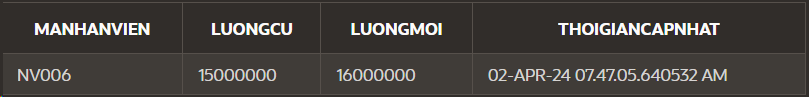 MANHANVIEN LUONGCU LUONGMOI THOIGIANCAPNHAT
NV006 15000000 16000000 02-APR-24 07.47.05.640532 AM